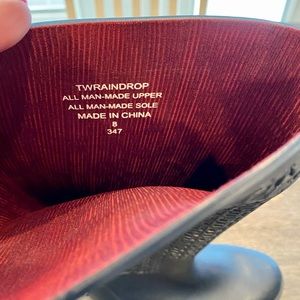 TWRAINDROP
ALL MAN-MADE UPPER
ALL MAN-MADE SOLE
MADE IN CHINA
8
347